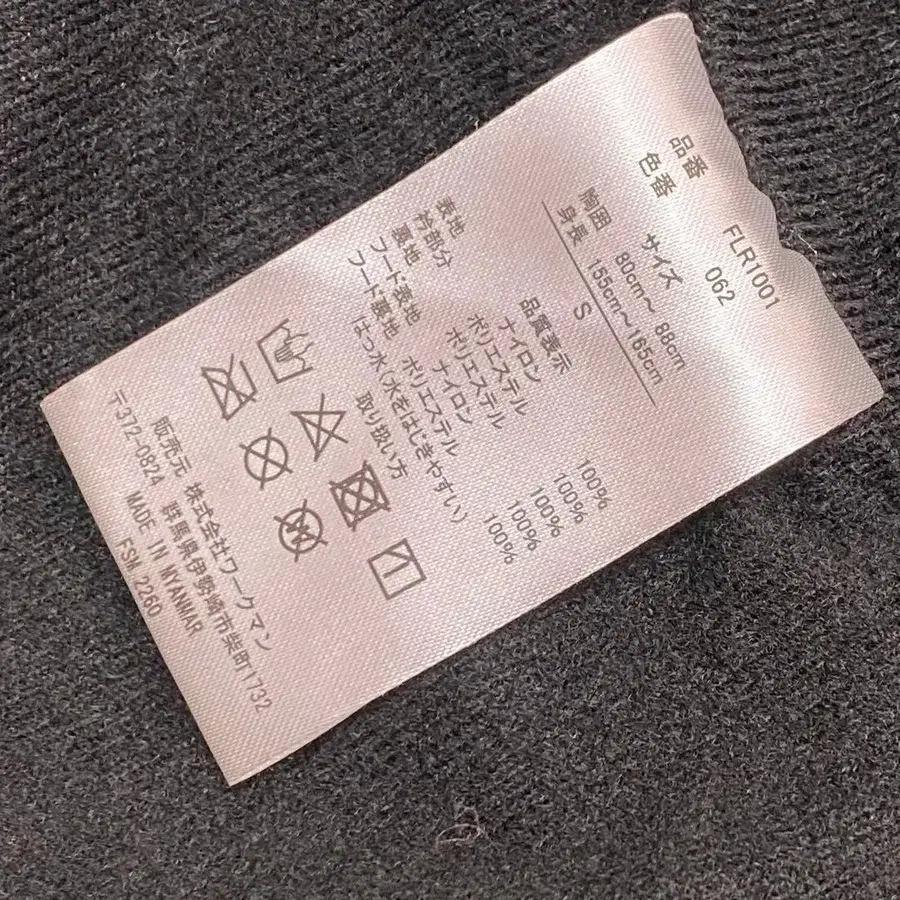 品番 FLR1001
色番 062
サイズ S
胸囲 80cm～ 88cm
身長 155cm～165cm
品質表示
表地 ナイロン 100%
衿部分 ポリエステル 100%
裏地 ポリエステル 100%
フード表地 ナイロン 100%
フード裏地 ポリエステル 100%
はっ水(水をはじきやすい)
取り扱い方
販売元 株式会社ワークマン
〒372-0824 群馬県伊勢崎市柴町1732
MADE IN MYANMAR
FSM 2260